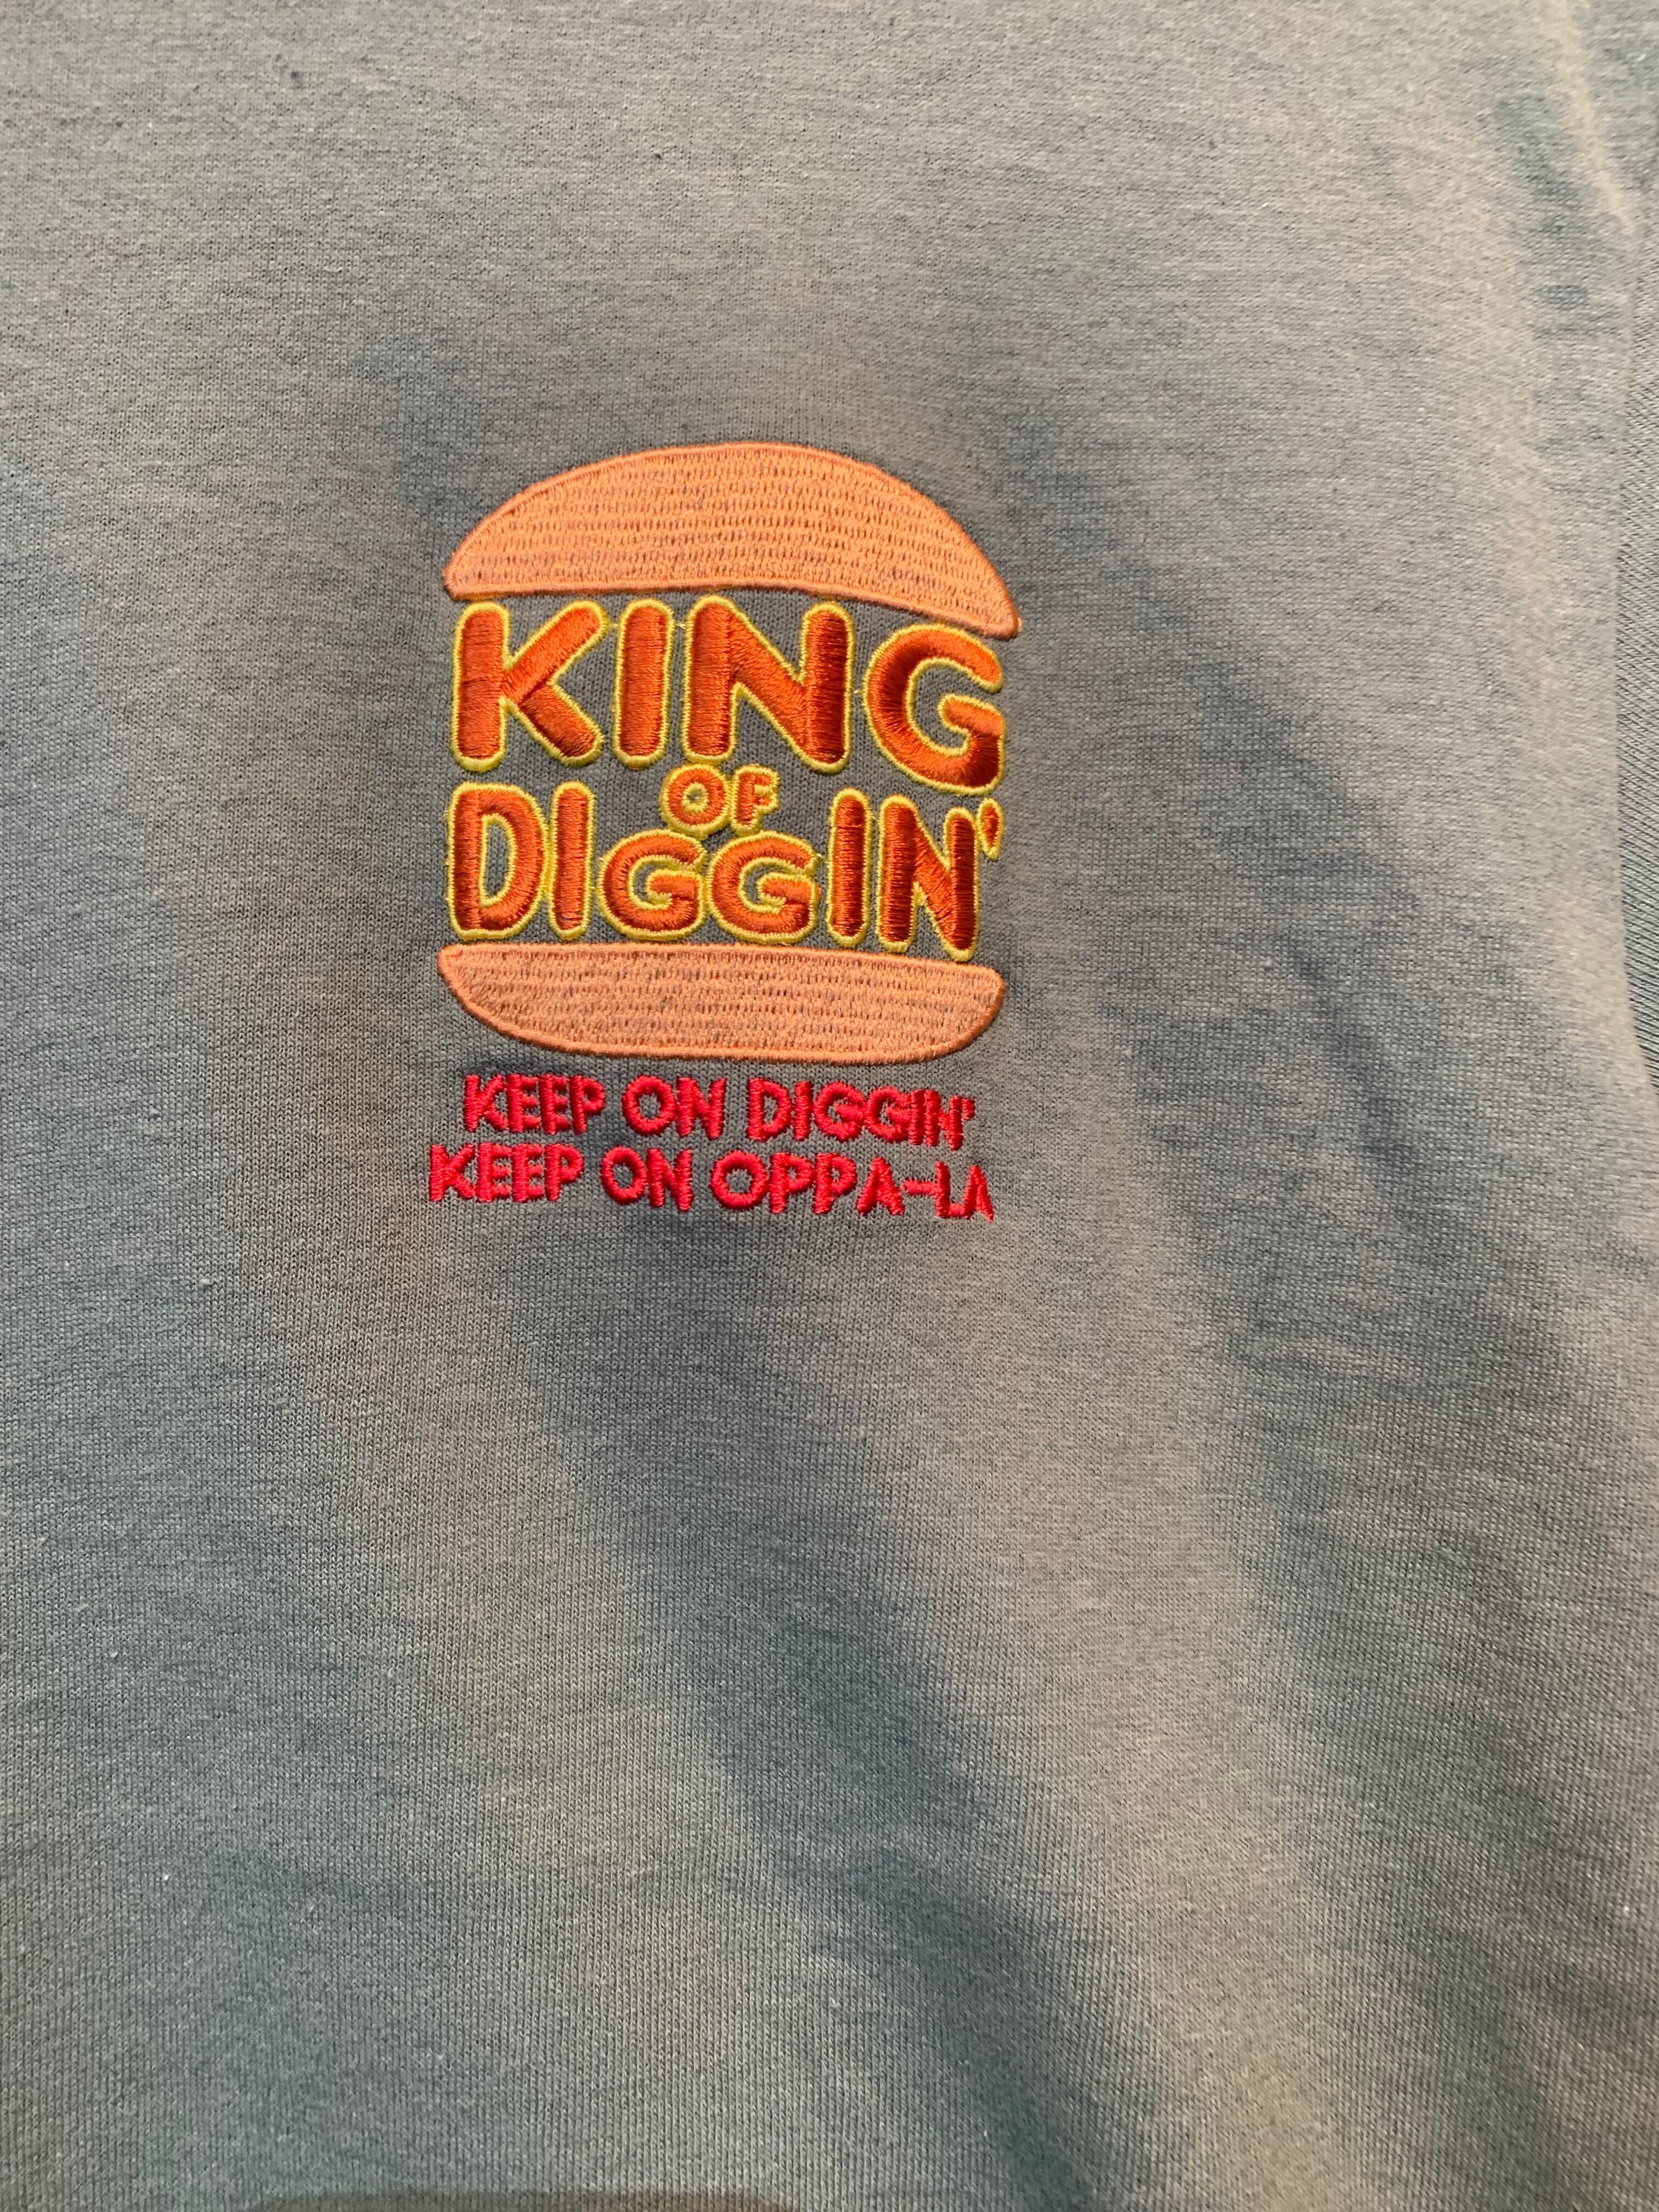 KING
OF
DIGGIN'
KEEP ON DIGGIN'
KEEP ON OPPA-LA